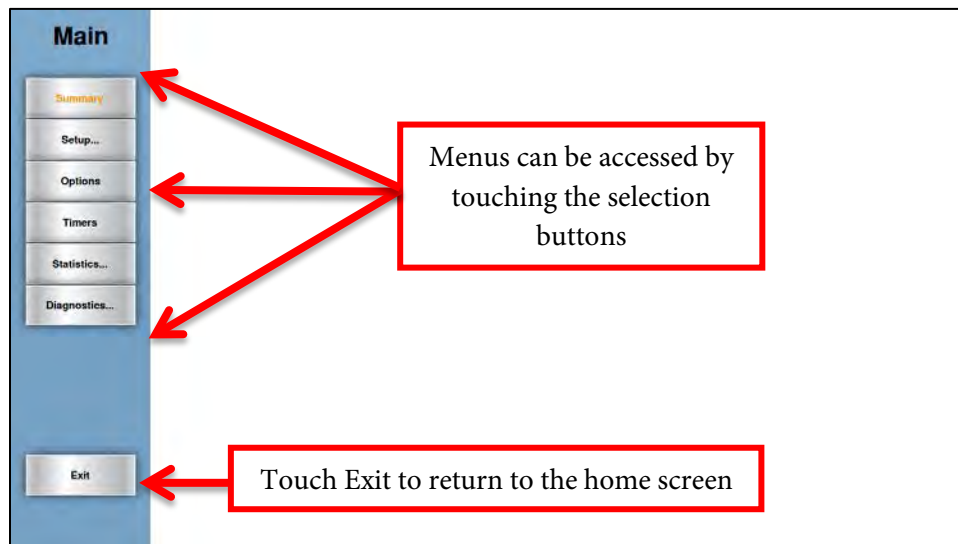 Main
Summary
Setup...
Options
Timers
Statistics...
Diagnostics...
Exit
Menus can be accessed by
touching the selection
buttons
Touch Exit to return to the home screen